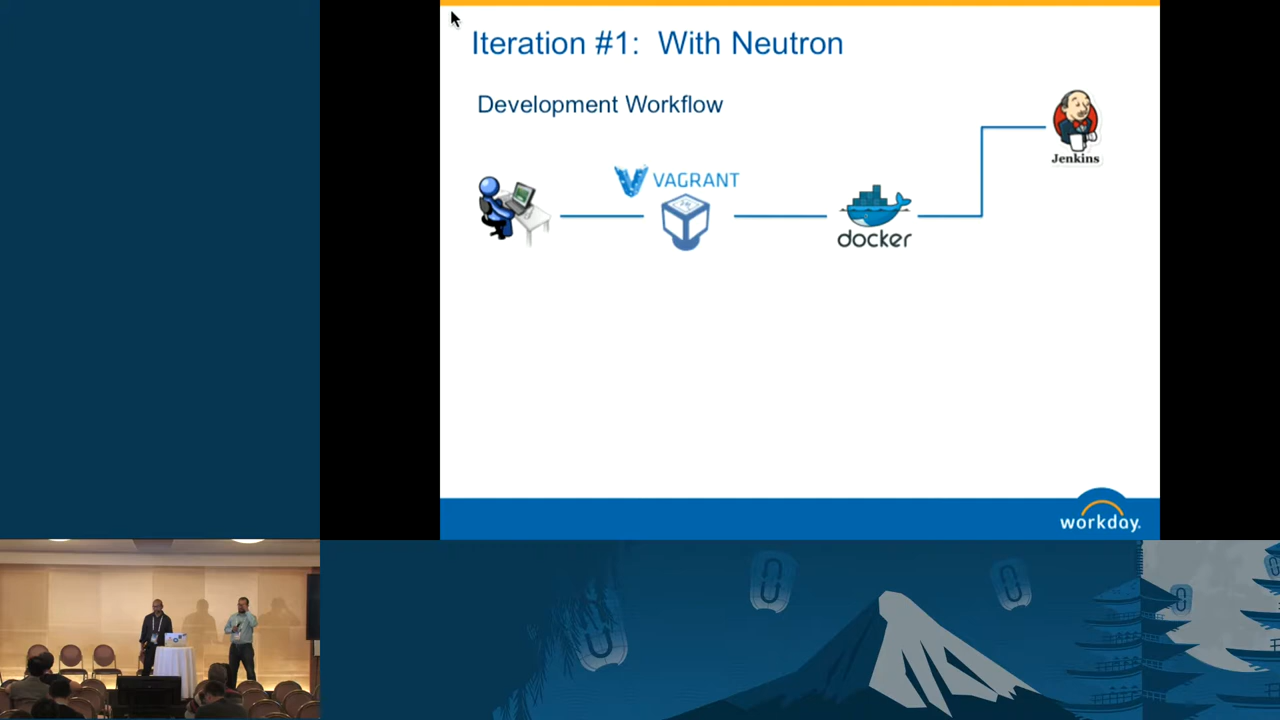 Iteration #1: With Neutron
Development Workflow
Jenkins
VAGRANT
docker
workday.